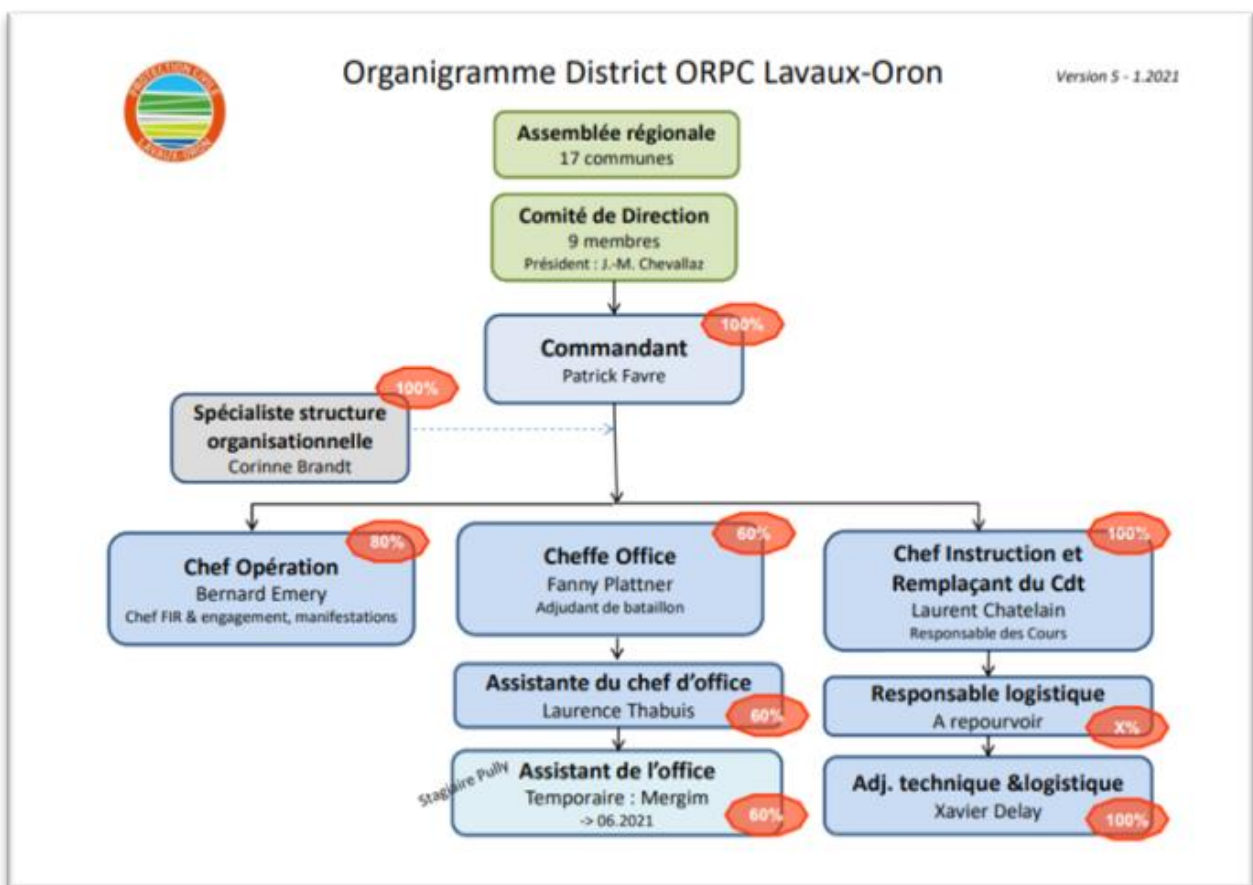 PROTECTION CIVILE
LAVAUX-ORON
Organigramme District ORPC Lavaux-Oron
Version 5 - 1.2021
Assemblée régionale
17 communes
Comité de Direction
9 membres
Président : J.-M. Chevallaz
100%
Commandant
Patrick Favre
100%
Spécialiste structure
organisationnelle
Corinne Brandt
80%
Chef Opération
Bernard Emery
Chef FIR & engagement, manifestations
60%
Cheffe Office
Fanny Plattner
Adjudant de bataillon
100%
Chef Instruction et
Remplaçant du Cdt
Laurent Chatelain
Responsable des Cours
Assistante du chef d’office
Laurence Thabuis
60%
Responsable logistique
A repourvoir
X%
Stagiaire Pully
Assistant de l’office
Temporaire : Mergim
-> 06.2021
60%
Adj. technique &logistique
Xavier Delay
100%